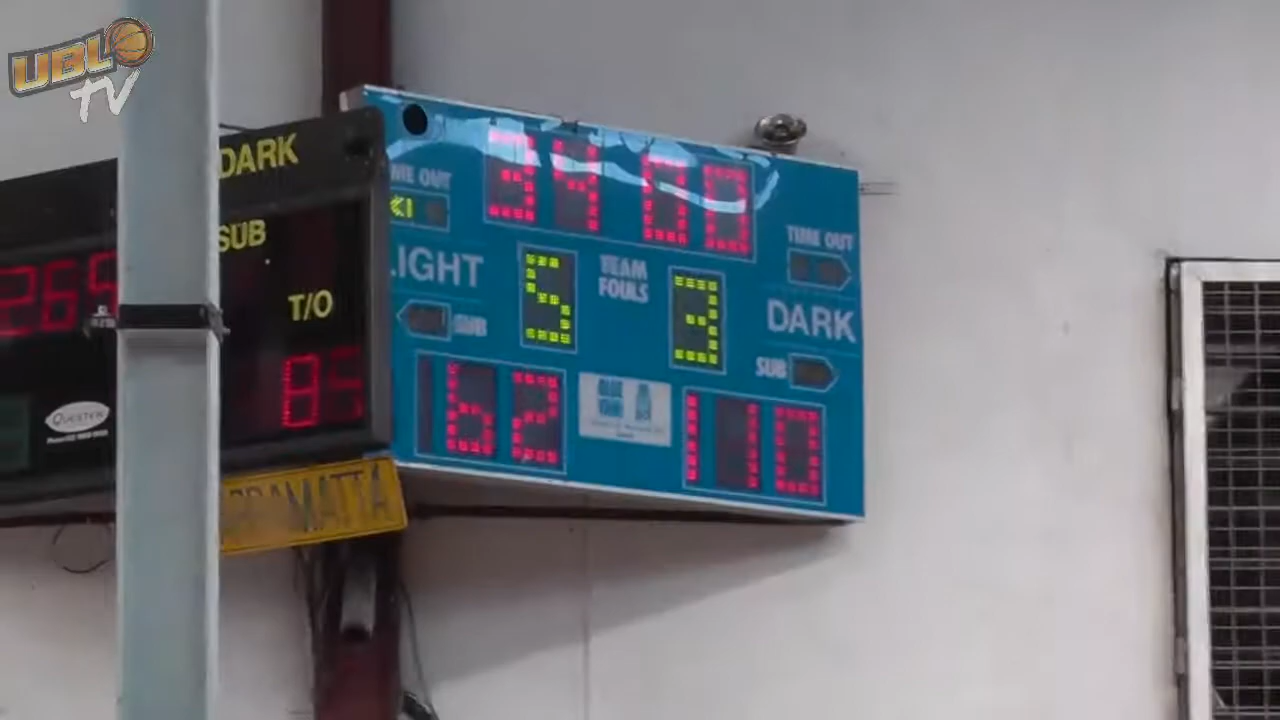 UBL
TV
DARK
SUB
T/O
85
QUESTEK
TIME OUT
LIGHT
SUB
TEAM
FOULS
5
3
TIME OUT
DARK
SUB
62
110